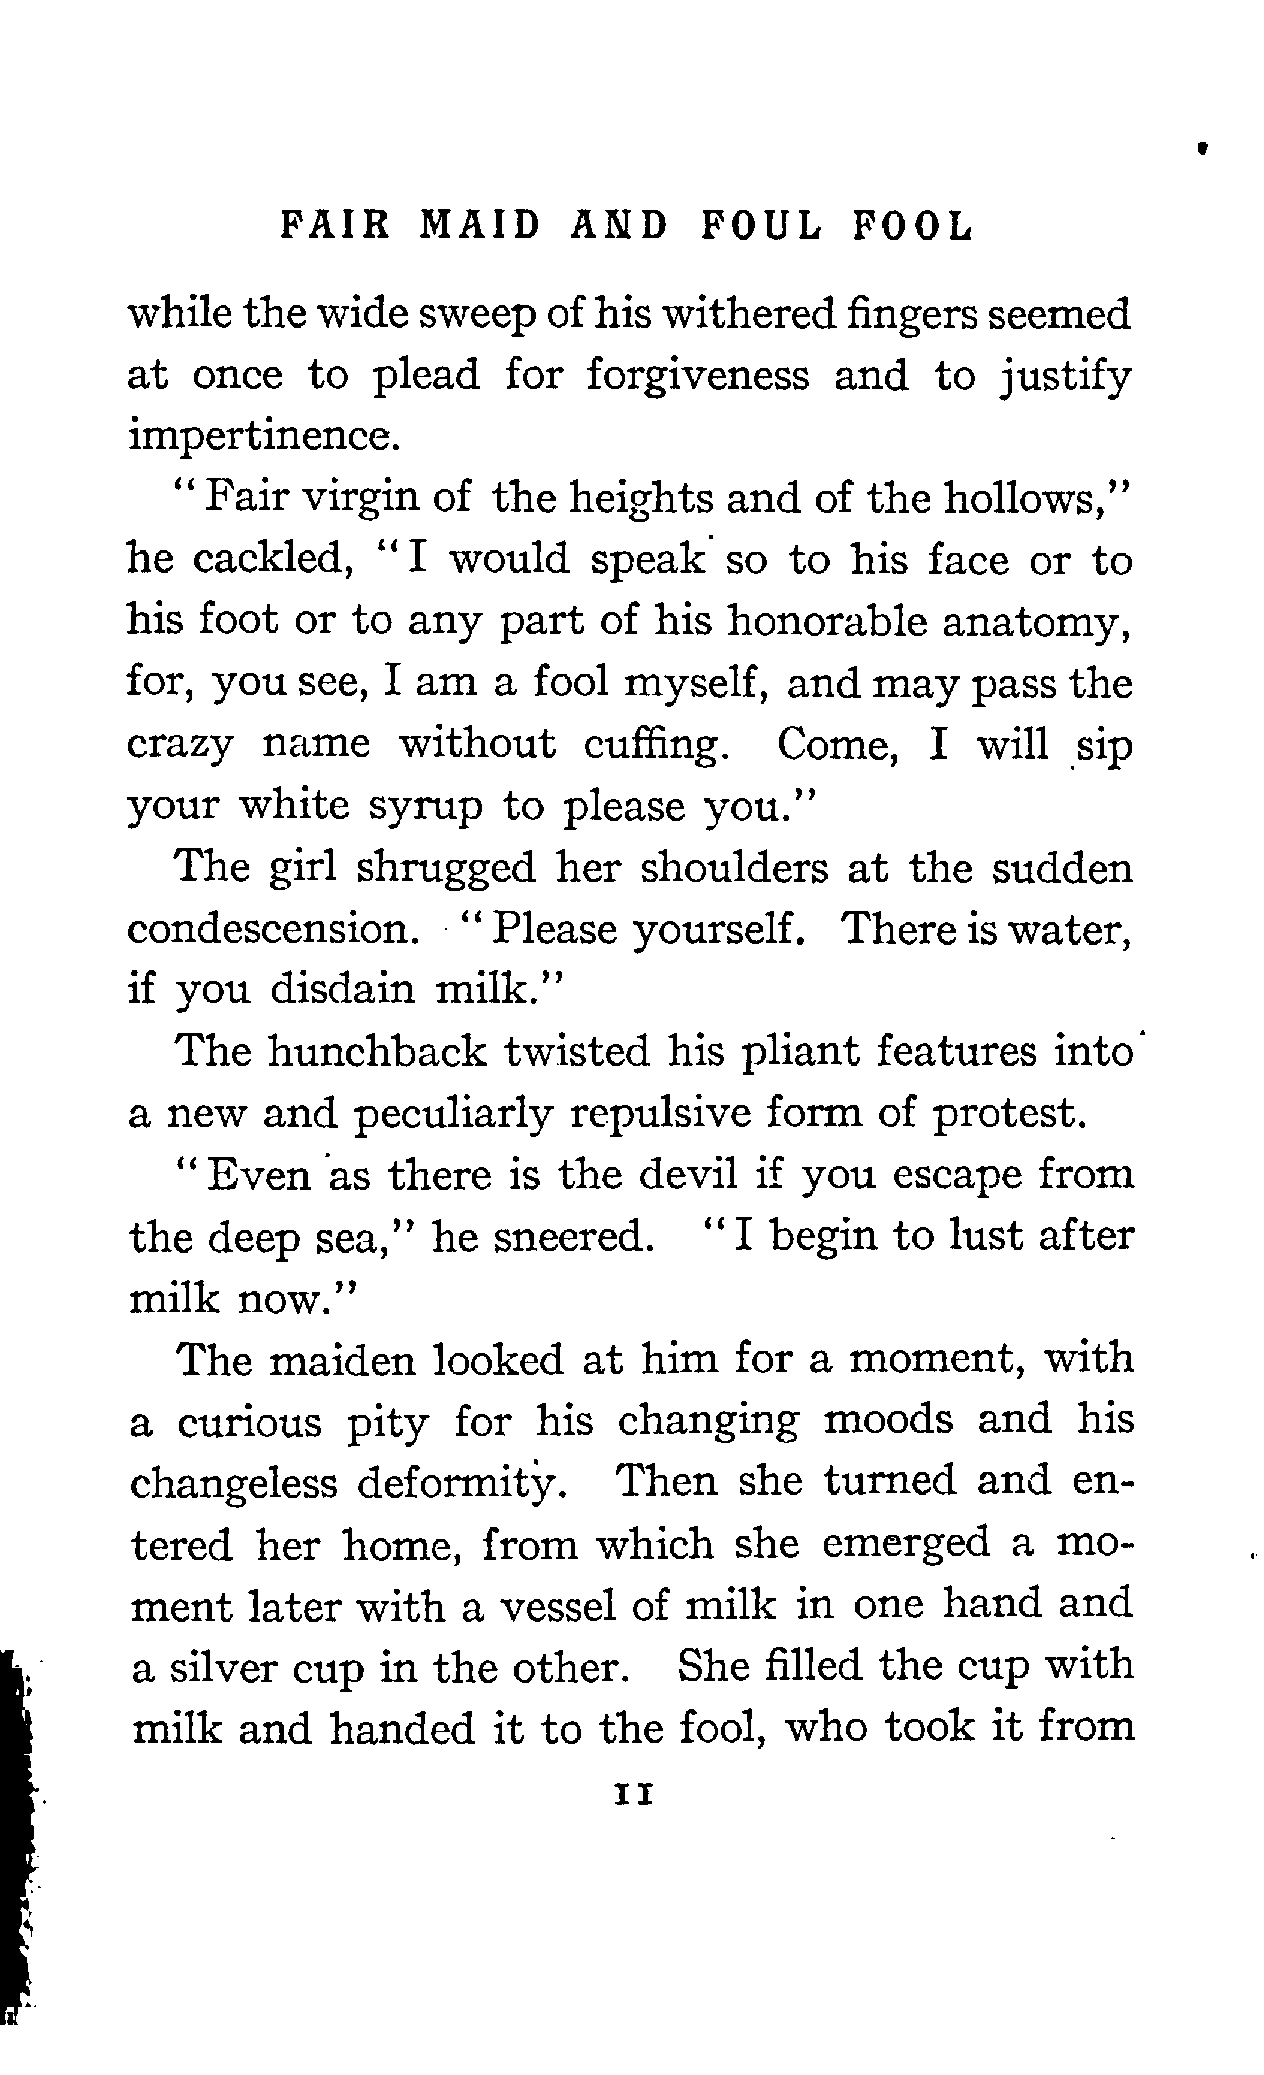 FAIR MAID AND FOUL FOOL
while the wide sweep of his withered fingers seemed
at once to plead for forgiveness and to justify
impertinence.
"Fair virgin of the heights and of the hollows,"
he cackled, "I would speak so to his face or to
his foot or to any part of his honorable anatomy,
for, you see, I am a fool myself, and may pass the
crazy name without cuffing. Come, I will sip
your white syrup to please you."
The girl shrugged her shoulders at the sudden
condescension. "Please yourself. There is water,
if you disdain milk."
The hunchback twisted his pliant features into
a new and peculiarly repulsive form of protest.
"Even as there is the devil if you escape from
the deep sea," he sneered. "I begin to lust after
milk now."
The maiden looked at him for a moment, with
a curious pity for his changing moods and his
changeless deformity. Then she turned and en-
tered her home, from which she emerged a mo-
ment later with a vessel of milk in one hand and
a silver cup in the other. She filled the cup with
milk and handed it to the fool, who took it from
11